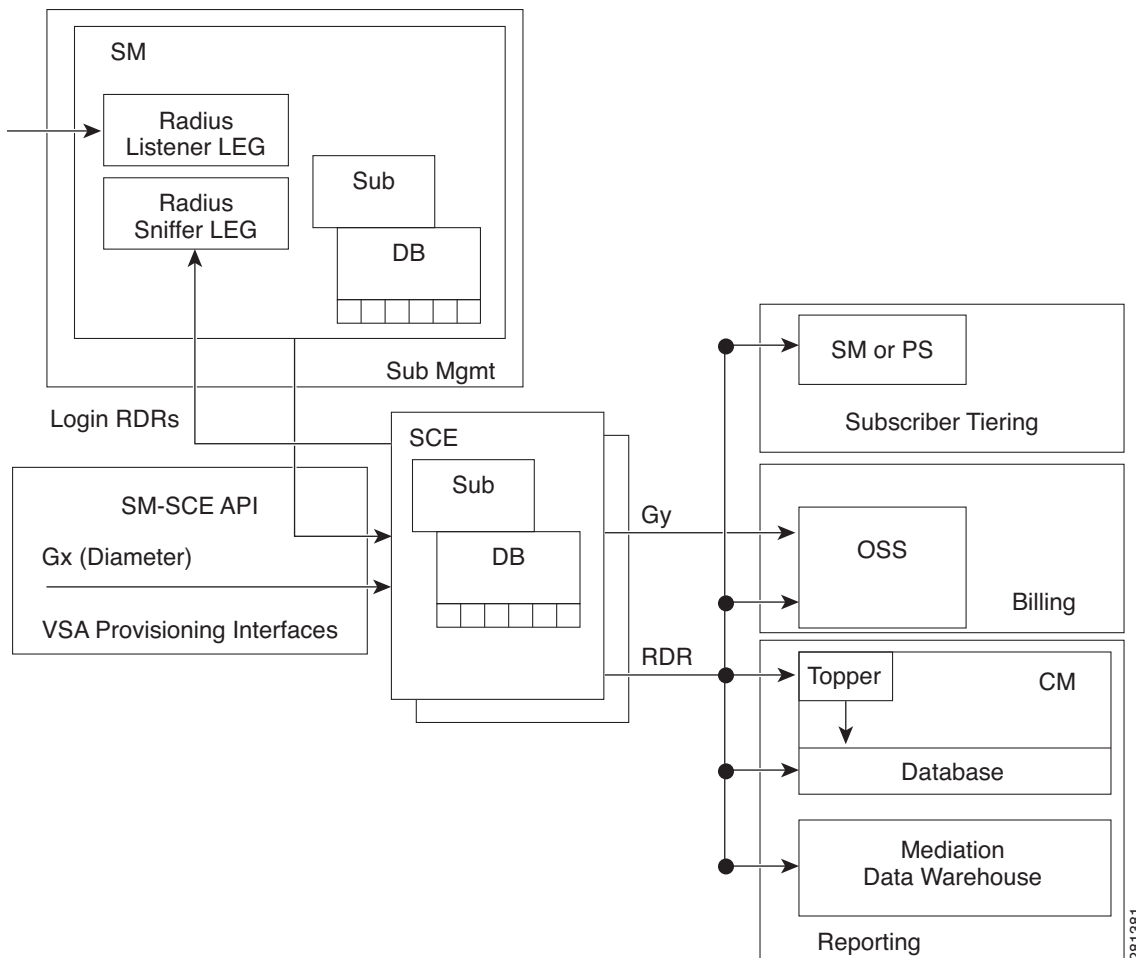 SM
Radius
Listener LEG
Radius
Sniffer LEG
Sub
DB
Sub Mgmt
Login RDRs
SM-SCE API
Gx (Diameter)
VSA Provisioning Interfaces
SCE
Sub
DB
Gy
RDR
SM or PS
Subscriber Tiering
OSS
Billing
Topper
CM
Database
Mediation
Data Warehouse
Reporting
281381